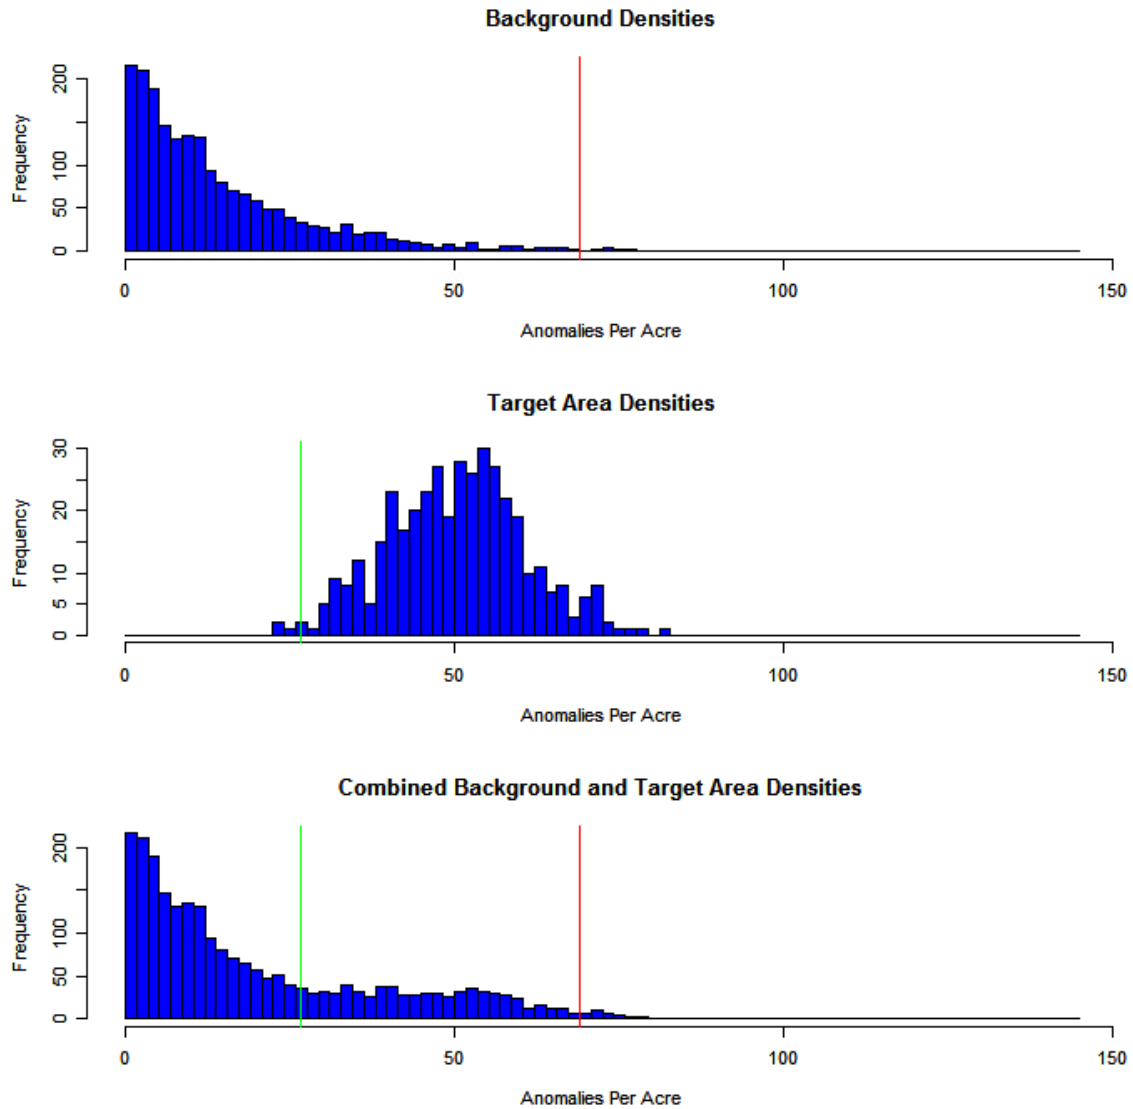 Background Densities
Frequency
0 50 100 200
0 50 100 150
Anomalies Per Acre
Target Area Densities
Frequency
0 5 10 20 30
0 50 100 150
Anomalies Per Acre
Combined Background and Target Area Densities
Frequency
0 50 100 200
0 50 100 150
Anomalies Per Acre